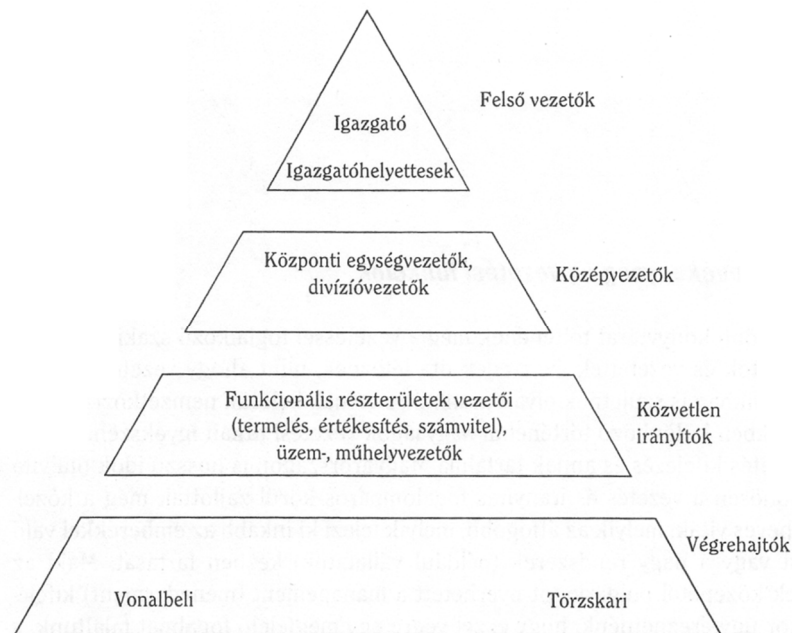 Felső vezetők
Igazgató
Igazgatóhelyettesek
Központi egységvezetők,
divízióvezetők
Középvezetők
Funkcionális részterületek vezetői
(termelés, értékesítés, számvitel),
üzem-, műhelyvezetők
Közvetlen
irányítók
Végrehajtók
Vonalbeli
Törzskari